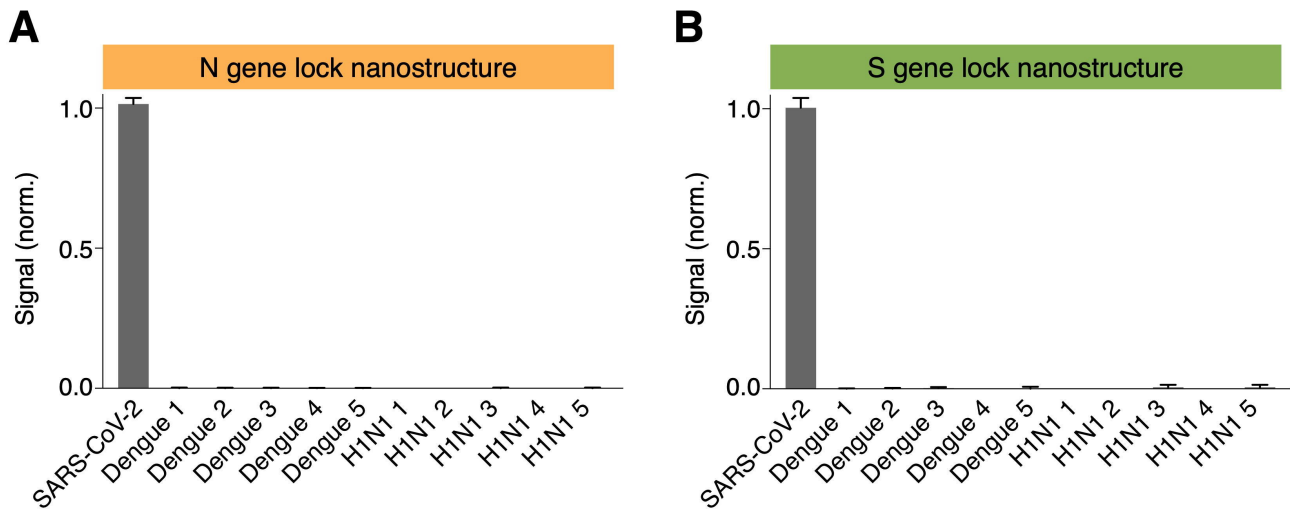 A
N gene lock nanostructure
Signal (norm.)
1.0
0.5
0.0
SARS-CoV-2
Dengue 1
Dengue 2
Dengue 3
Dengue 4
Dengue 5
H1N1 1
H1N1 2
H1N1 3
H1N1 4
H1N1 5
B
S gene lock nanostructure
Signal (norm.)
1.0
0.5
0.0
SARS-CoV-2
Dengue 1
Dengue 2
Dengue 3
Dengue 4
Dengue 5
H1N1 1
H1N1 2
H1N1 3
H1N1 4
H1N1 5